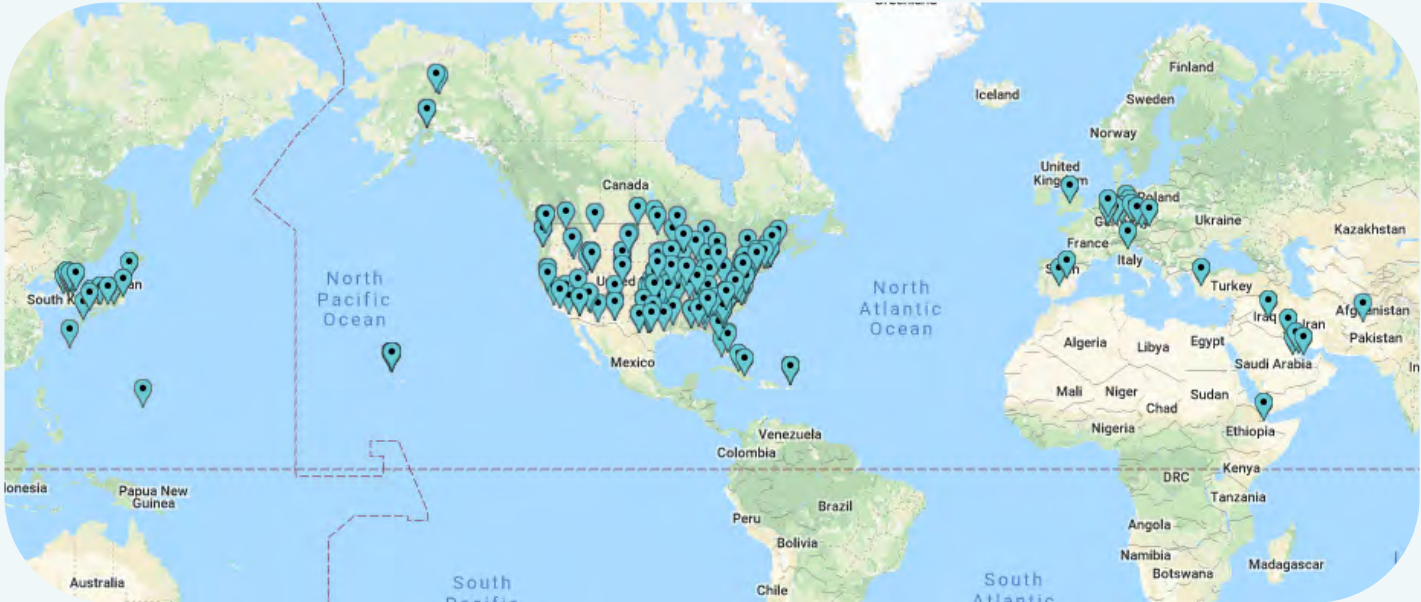 Finland
Iceland
Sweden
Norway
United
Kingdom
Canada
Poland
Ukraine
Kazakhstan
France
Italy
Turkey
North
Pacific
Ocean
North
Atlantic
Ocean
South
Iraq
Iran
Afghanistan
Pakistan
Algeria
Libya
Egypt
Mexico
Saudi Arabia
Mali
Niger
Chad
Sudan
Nigeria
Ethiopia
Venezuela
Colombia
DRC
Kenya
Tanzania
Papua New
Guinea
Peru
Brazil
Bolivia
Angola
Namibia
Botswana
Madagascar
Australia
South
South
Chile